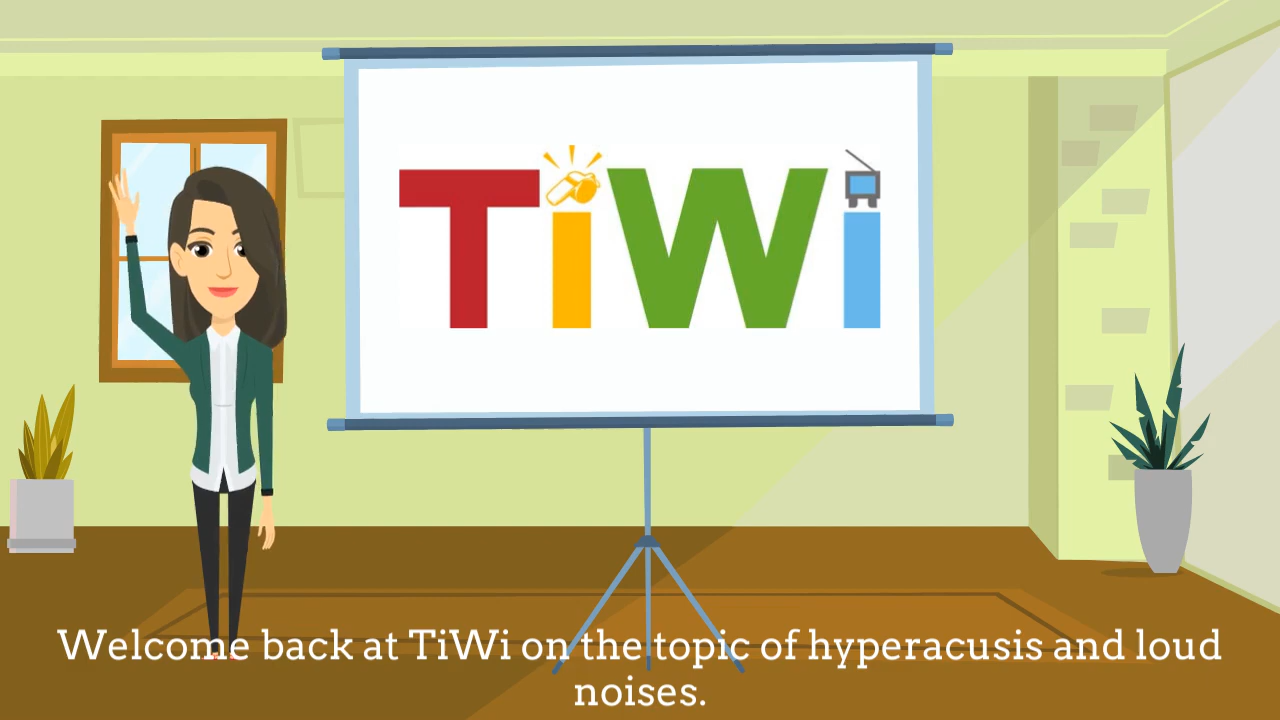 TiWi
Welcome back at TiWi on the topic of hyperacusis and loud
noises.